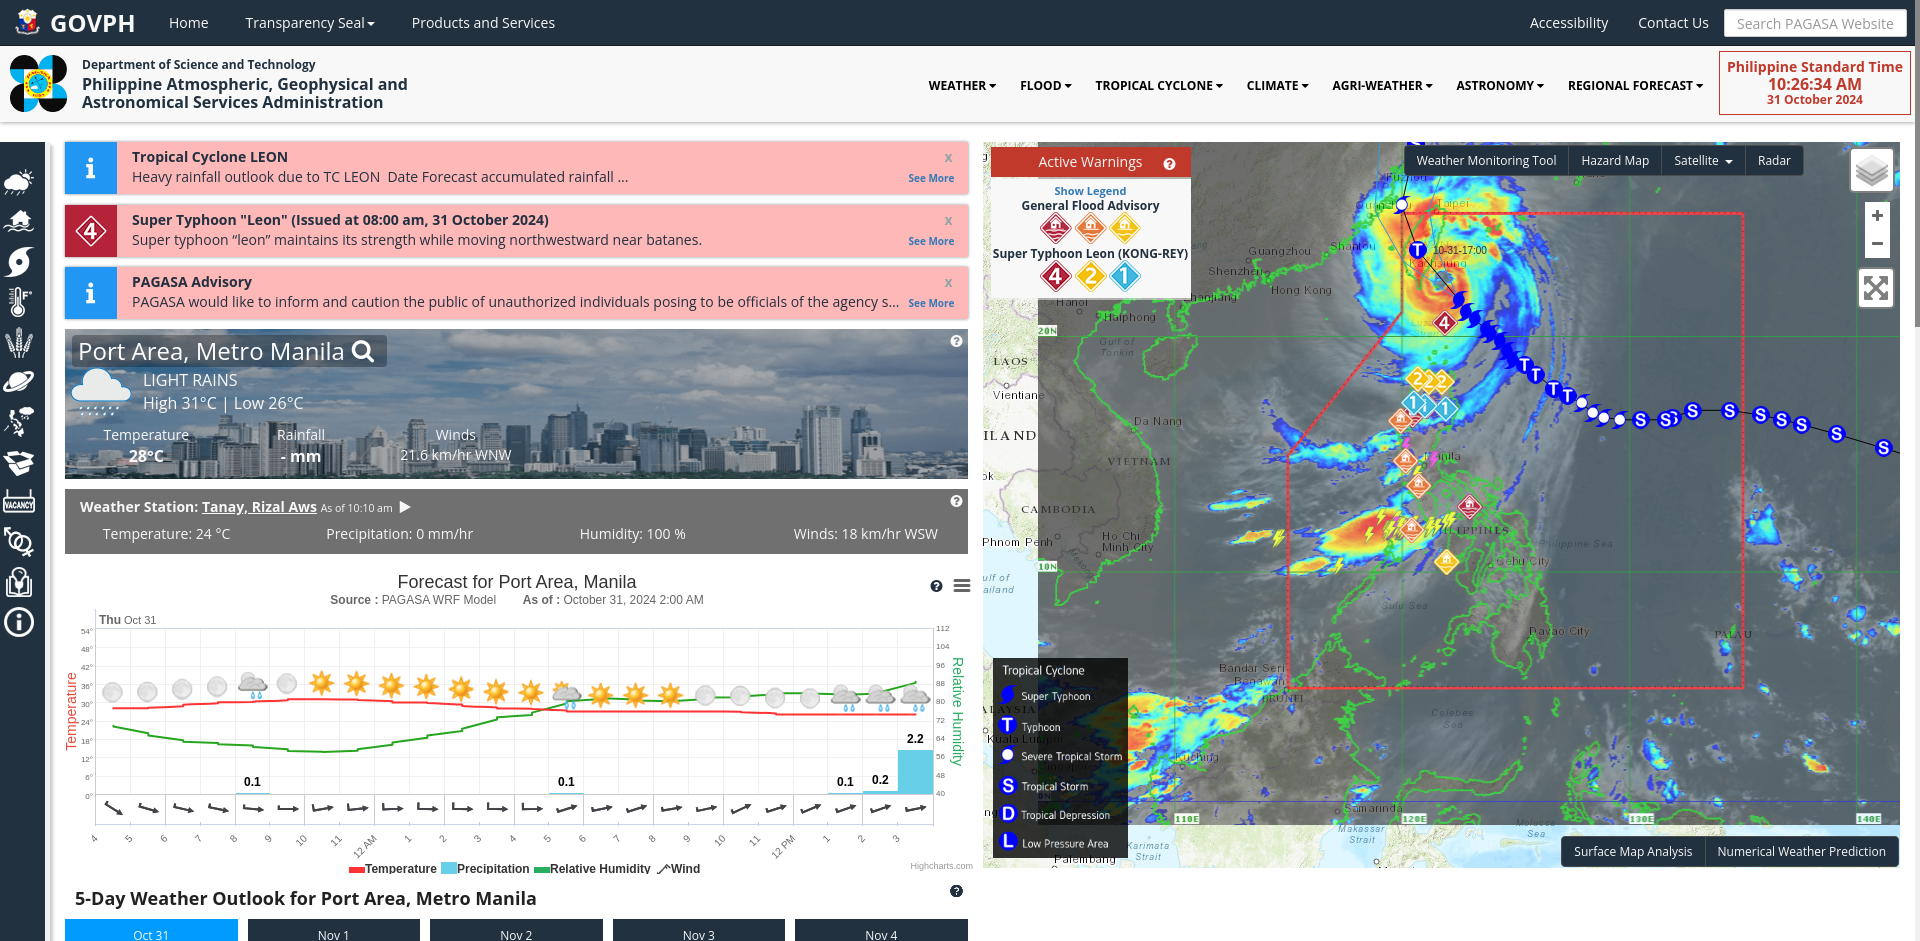 GOVPH
Home
Transparency Seal
Products and Services
Accessibility
Contact Us
Search PAGASA Website
Department of Science and Technology
Philippine Atmospheric, Geophysical and
Astronomical Services Administration
WEATHER
FLOOD
TROPICAL CYCLONE
CLIMATE
AGRI-WEATHER
ASTRONOMY
REGIONAL FORECAST
Philippine Standard Time
10:26:34 AM
31 October 2024
VACANCY
Tropical Cyclone LEON
x
Heavy rainfall outlook due to TC LEON Date Forecast accumulated rainfall ...
See More
4
Super Typhoon "Leon" (Issued at 08:00 am, 31 October 2024)
x
Super typhoon “leon” maintains its strength while moving northwestward near batanes.
See More
PAGASA Advisory
x
PAGASA would like to inform and caution the public of unauthorized individuals posing to be officials of the agency s...
See More
Port Area, Metro Manila
LIGHT RAINS
High 31°C | Low 26°C
Temperature
Rainfall
Winds
28°C
- mm
21.6 km/hr WNW
Weather Station: Tanay, Rizal Aws As of 10:10 am
Temperature: 24 °C
Precipitation: 0 mm/hr
Humidity: 100 %
Winds: 18 km/hr WSW
Forecast for Port Area, Manila
Source : PAGASA WRF Model As of : October 31, 2024 2:00 AM
Thu Oct 31
54°
48°
42°
36°
30°
24°
18°
12°
6°
0°
Temperature
112
104
96
88
80
72
64
56
48
40
Relative Humidity
0.1
0.1
0.1
0.2
2.2
4 5 6 7 8 9 10 11 12 AM 1 2 3 4 5 6 7 8 9 10 11 12 PM 1 2 3
Temperature Precipitation Relative Humidity Wind
Highcharts.com
5-Day Weather Outlook for Port Area, Metro Manila
Oct 31
Nov 1
Nov 2
Nov 3
Nov 4
Active Warnings
Show Legend
General Flood Advisory
Super Typhoon Leon (KONG-REY)
4 2 1
Weather Monitoring Tool
Hazard Map
Satellite
Radar
+
−
Fuzhou
Taipei
10-31-17:00
Guangzhou
Shantou
Shenzhen
Hong Kong
Hanoi
Zhanjiang
Haiphong
20N
Gulf of
Tonkin
LAOS
Vientiane
Da Nang
VIETNAM
CAMBODIA
Phnom Penh
Ho Chi
Minh City
10N
Manila
PHILIPPINES
Philippine Sea
Cebu City
Sulu Sea
Davao City
PALAU
Bandar Seri
Begawan
BRUNEI
Celebes
Sea
Kuching
Samarinda
110E
120E
130E
140E
Makassar
Strait
Molucca
Sea
Karimata
Strait
Palembang
Tropical Cyclone
Super Typhoon
T Typhoon
Severe Tropical Storm
S Tropical Storm
D Tropical Depression
L Low Pressure Area
Surface Map Analysis
Numerical Weather Prediction